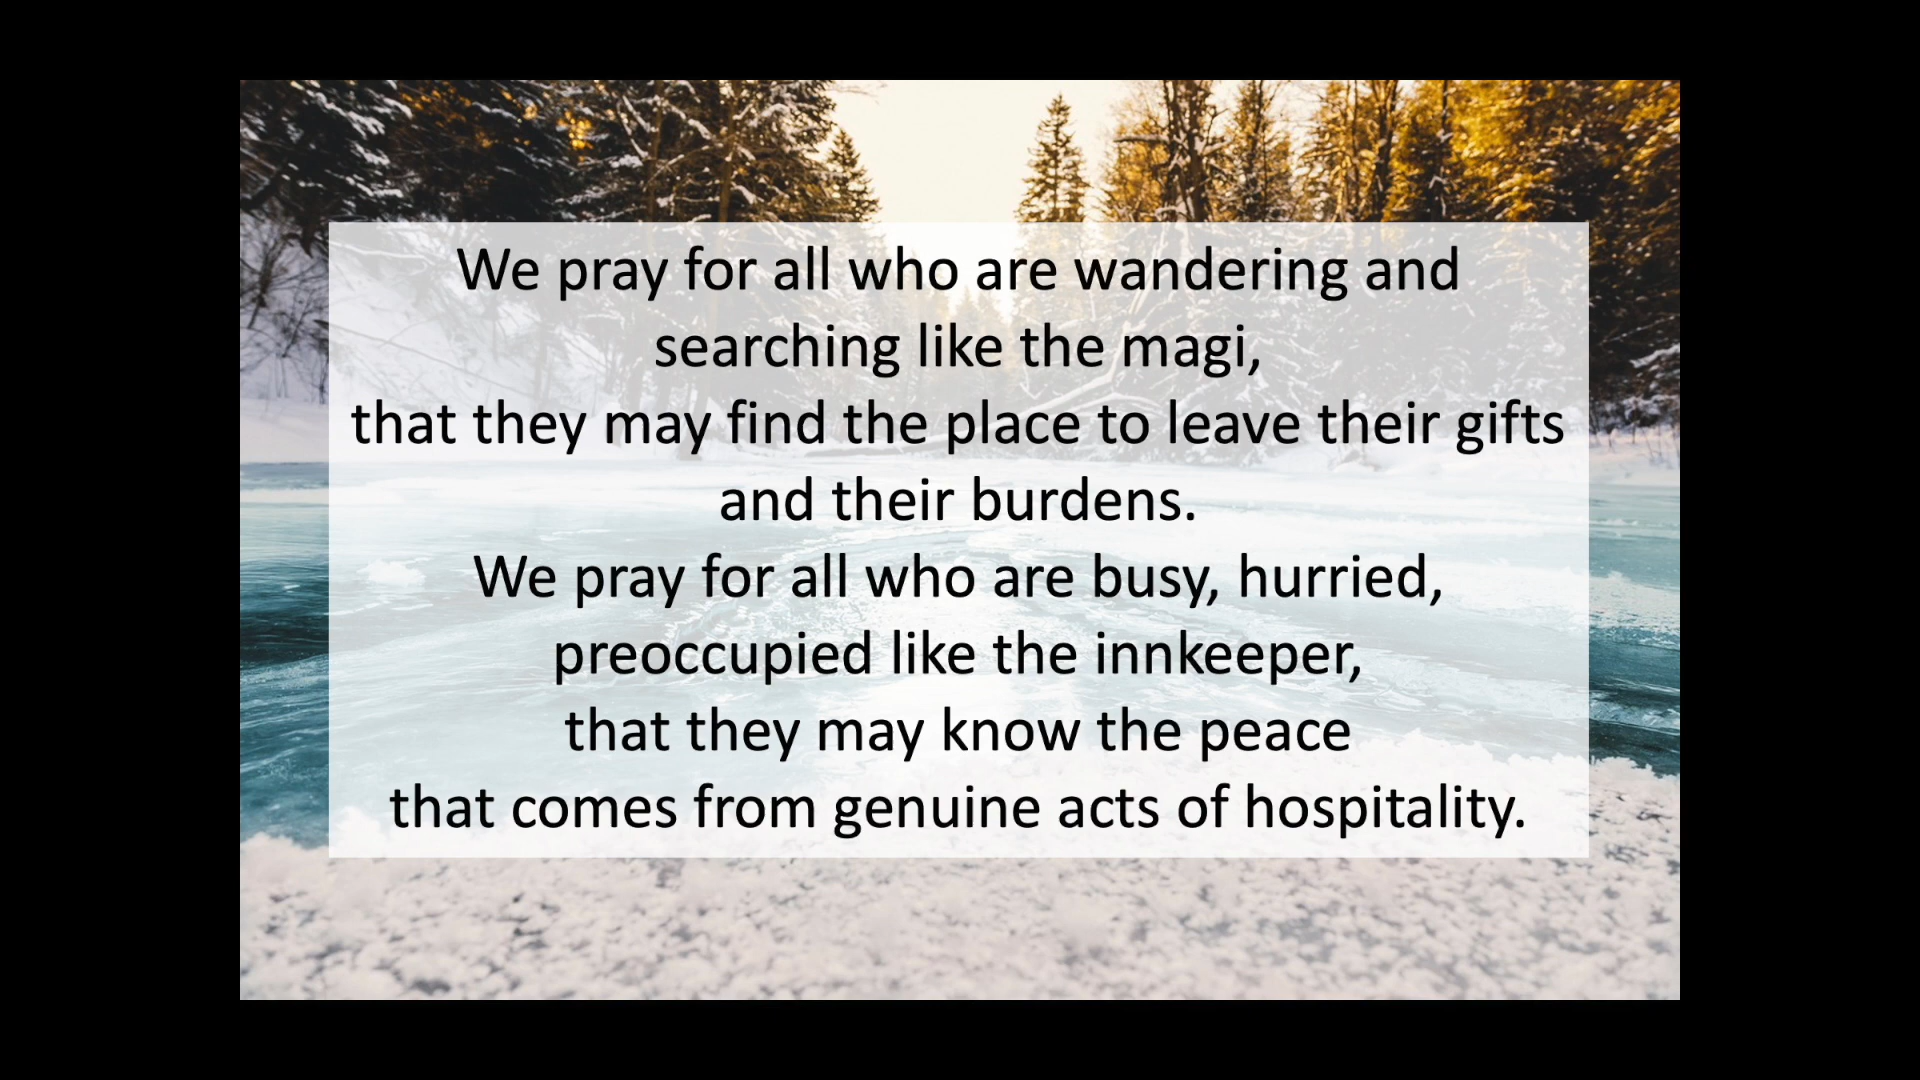 We pray for all who are wandering and
searching like the magi,
that they may find the place to leave their gifts
and their burdens.
We pray for all who are busy, hurried,
preoccupied like the innkeeper,
that they may know the peace
that comes from genuine acts of hospitality.